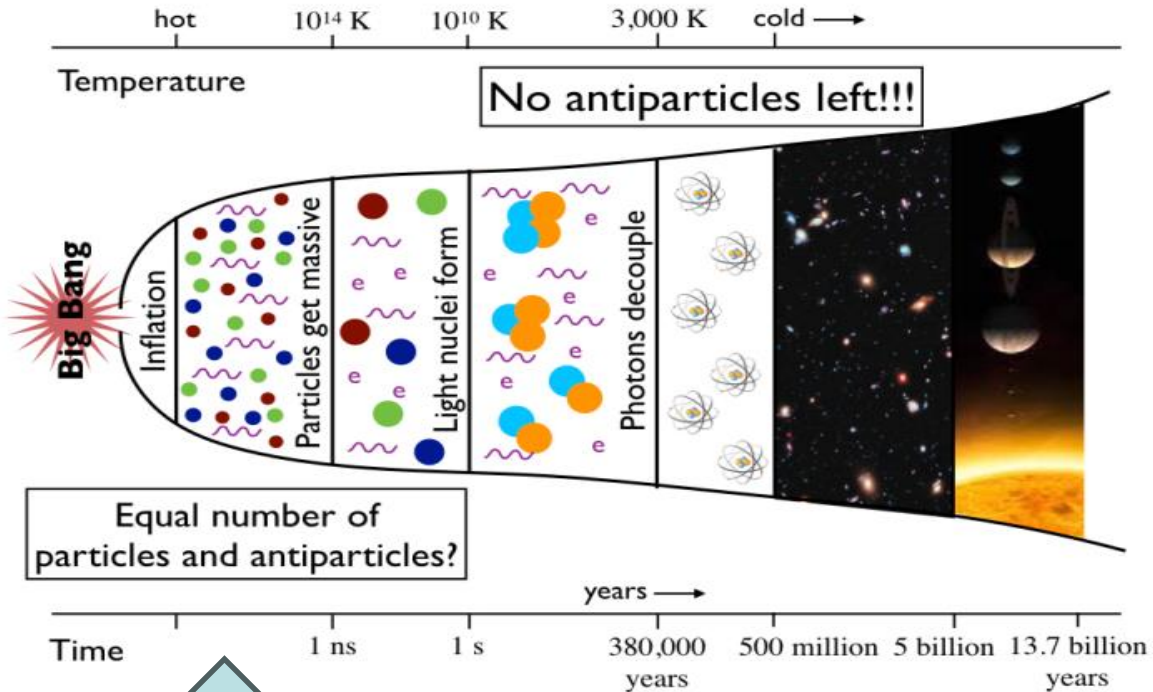 hot 10¹⁴ K 10¹⁰ K 3,000 K cold
Temperature
No antiparticles left!!!
Big Bang
Inflation
Particles get massive
Light nuclei form
Photons decouple
e
e
e
e
e
e
e
e
e
e
e
Equal number of
particles and antiparticles?
years
Time 1 ns 1 s 380,000 500 million 5 billion 13.7 billion
years years